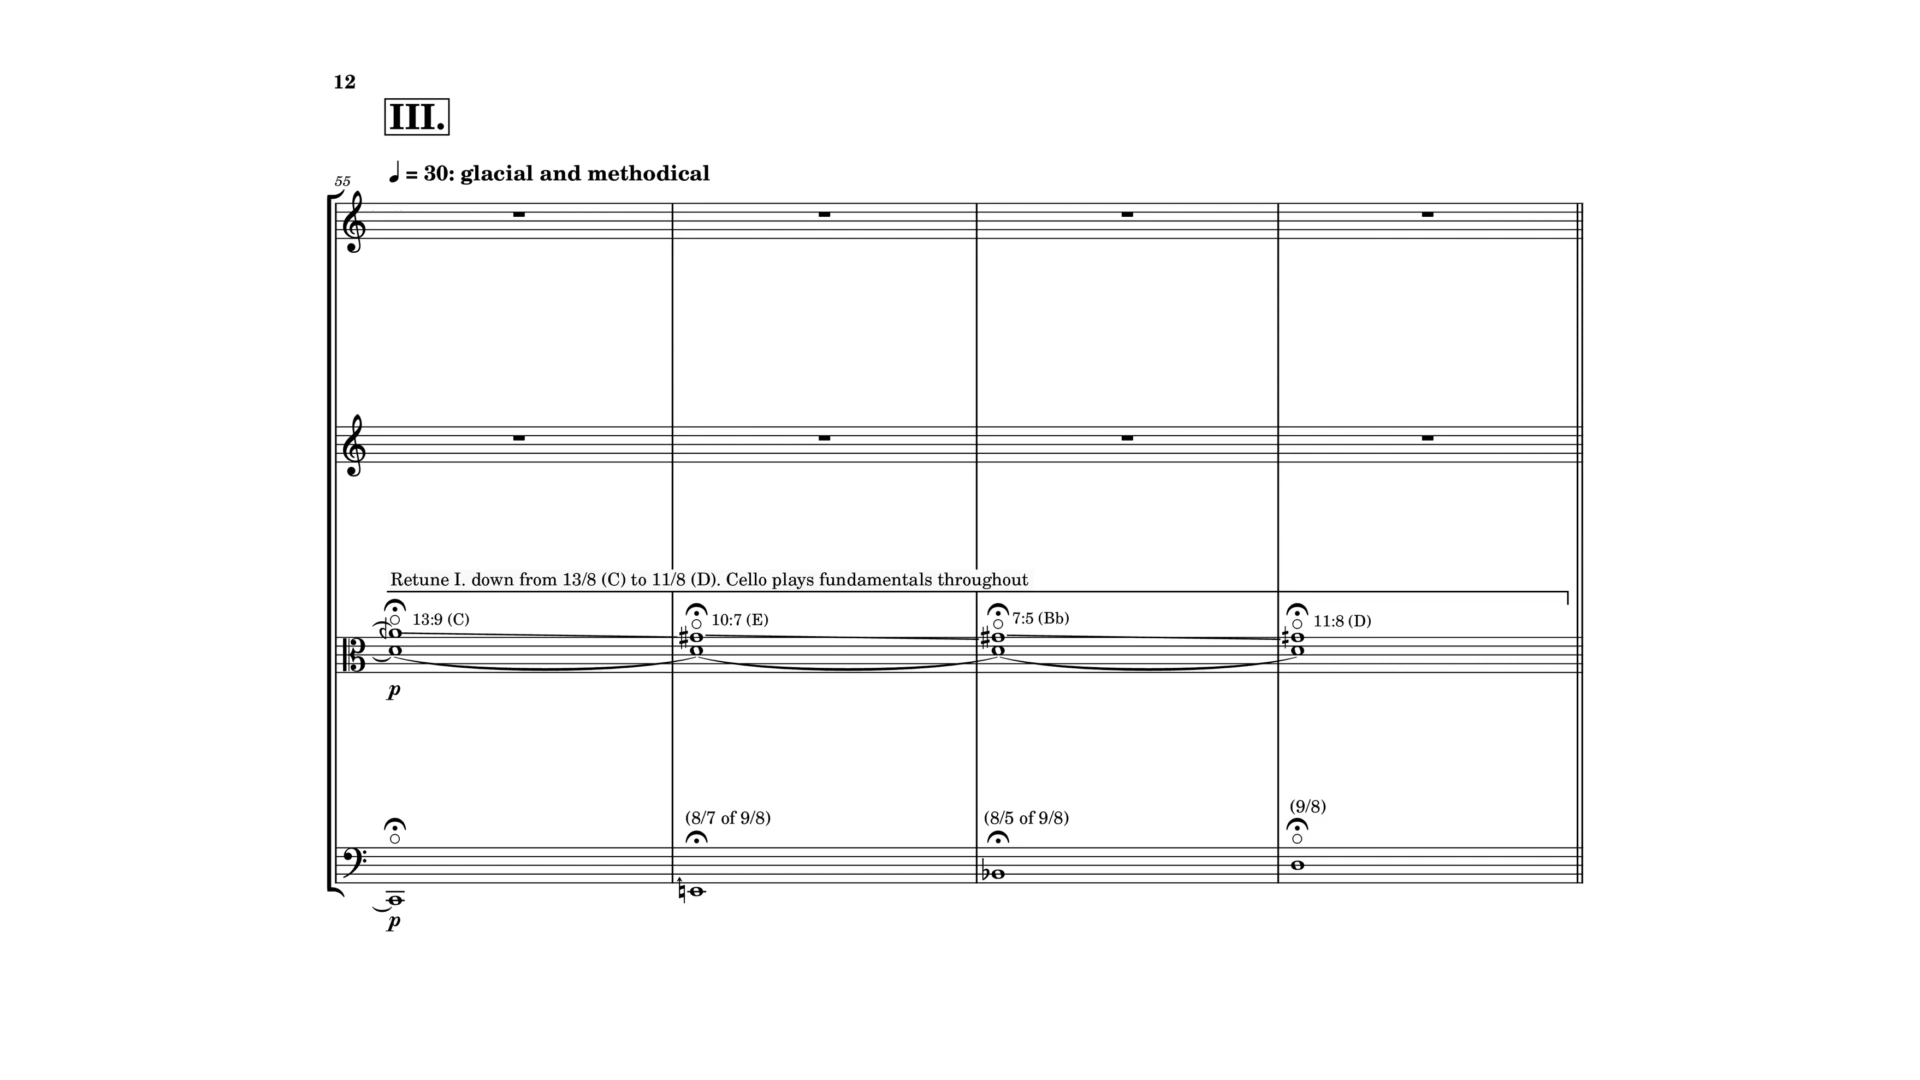 12
III.
♩ = 30: glacial and methodical
55
Retune I. down from 13/8 (C) to 11/8 (D). Cello plays fundamentals throughout
13:9 (C)
10:7 (E)
7:5 (Bb)
11:8 (D)
p
(8/7 of 9/8)
(8/5 of 9/8)
(9/8)
p